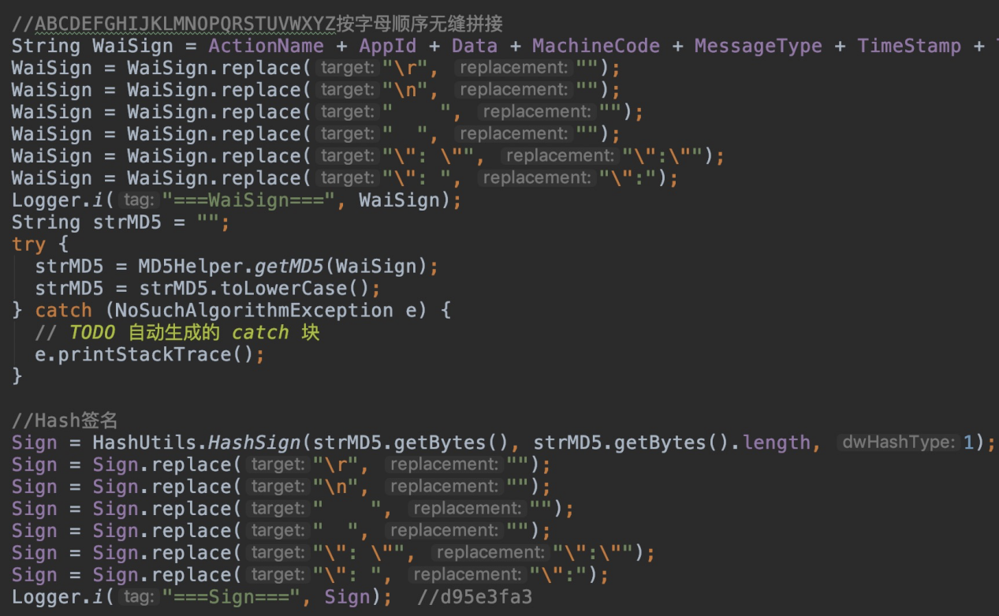 //ABCDEFGHIJKLMNOPQRSTUVWXYZ按字母顺序无缝拼接
String WaiSign = ActionName + AppId + Data + MachineCode + MessageType + TimeStamp +
WaiSign = WaiSign.replace( target: "\r", replacement: "");
WaiSign = WaiSign.replace( target: "\n", replacement: "");
WaiSign = WaiSign.replace( target: "    ", replacement: "");
WaiSign = WaiSign.replace( target: "  ", replacement: "");
WaiSign = WaiSign.replace( target: "\": \"", replacement: "\":\"");
WaiSign = WaiSign.replace( target: "\": ", replacement: "\":");
Logger.i( tag: "===WaiSign===", WaiSign);
String strMD5 = "";
try {
  strMD5 = MD5Helper.getMD5(WaiSign);
  strMD5 = strMD5.toLowerCase();
} catch (NoSuchAlgorithmException e) {
  // TODO 自动生成的 catch 块
  e.printStackTrace();
}
//Hash签名
Sign = HashUtils.HashSign(strMD5.getBytes(), strMD5.getBytes().length, dwHashType: 1);
Sign = Sign.replace( target: "\r", replacement: "");
Sign = Sign.replace( target: "\n", replacement: "");
Sign = Sign.replace( target: "    ", replacement: "");
Sign = Sign.replace( target: "  ", replacement: "");
Sign = Sign.replace( target: "\": \"", replacement: "\":\"");
Sign = Sign.replace( target: "\": ", replacement: "\":");
Logger.i( tag: "===Sign===", Sign);  //d95e3fa3